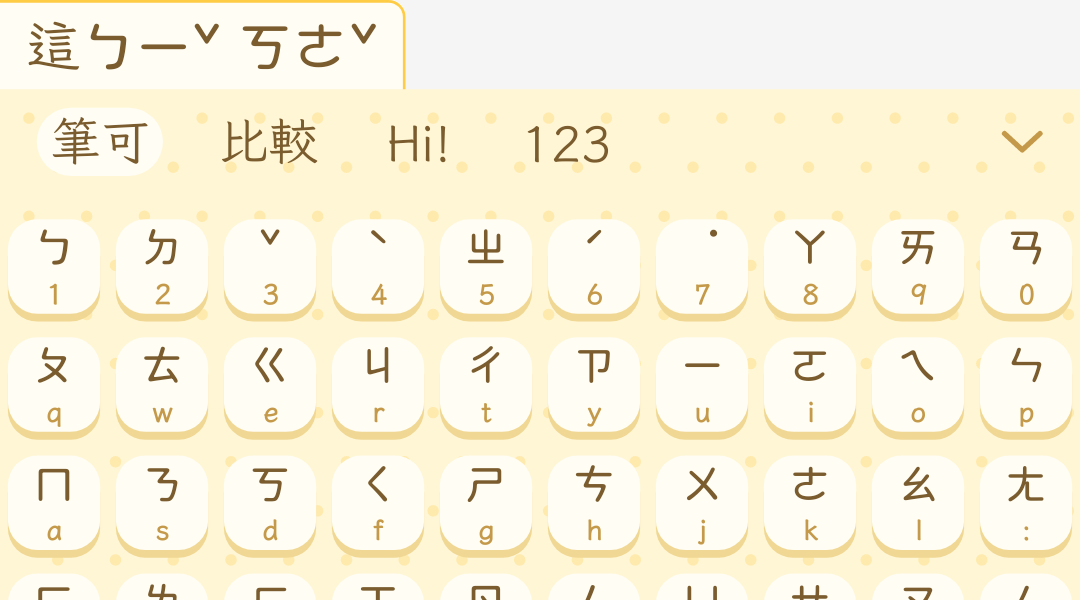 這ㄅㄧˇ ㄎㄜˇ
筆可 比較 Hi! 123
ㄅ ㄉ ˇ ˋ ㄓ ˊ ˙ ㄚ ㄞ ㄢ
1 2 3 4 5 6 7 8 9 0
ㄆ ㄊ ㄍ ㄐ ㄔ ㄗ ㄧ ㄛ ㄟ ㄣ
q w e r t y u i o p
ㄇ ㄋ ㄎ ㄑ ㄕ ㄘ ㄨ ㄜ ㄠ ㄤ
a s d f g h j k l :